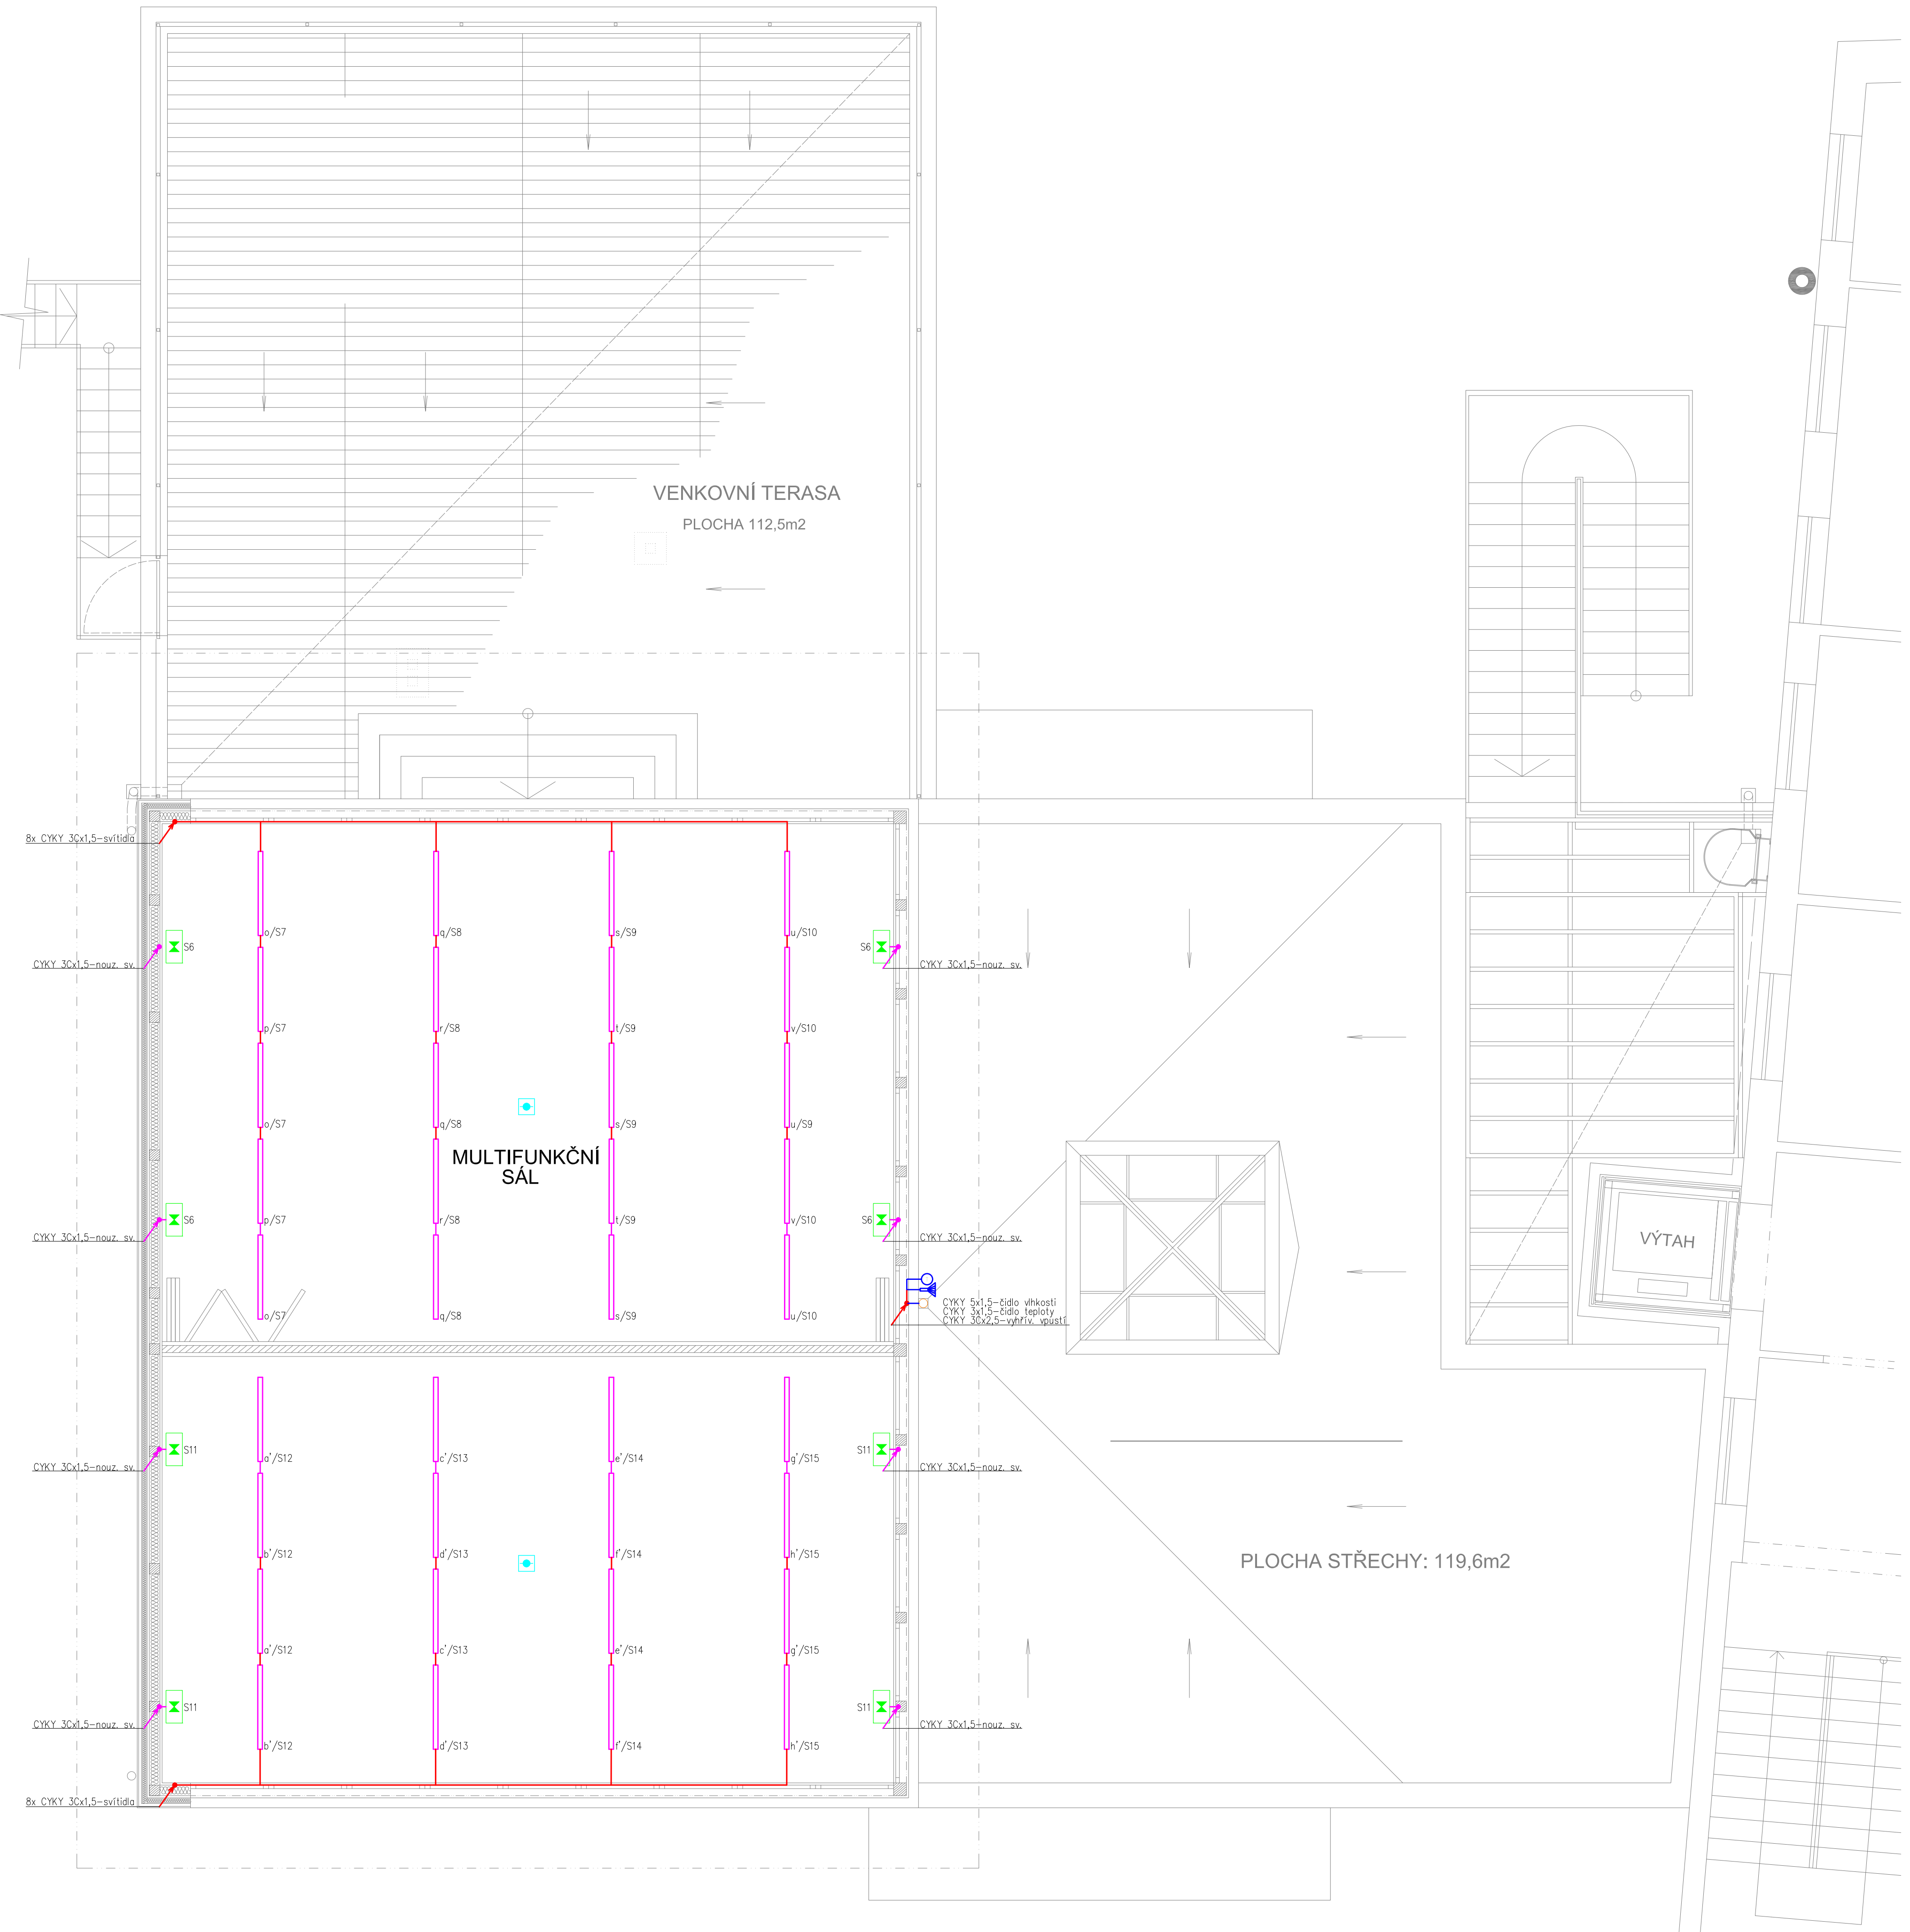 VENKOVNÍ TERASA
PLOCHA 112,5m2
8x CYKY 3Cx1,5-svítidla
o/S7
q/S8
s/S9
u/S10
S6
S6
CYKY 3Cx1,5-nouz. sv.
CYKY 3Cx1,5-nouz. sv.
p/S7
r/S8
t/S9
v/S10
o/S7
q/S8
s/S9
u/S9
MULTIFUNKČNÍ
SÁL
p/S7
r/S8
t/S9
v/S10
S6
S6
CYKY 3Cx1,5-nouz. sv.
CYKY 3Cx1,5-nouz. sv.
VÝTAH
CYKY 5x1,5-čidlo vlhkosti
CYKY 3x1,5-čidlo teploty
CYKY 3Cx2,5-vyhřív. vpusti
o/S7
q/S8
s/S9
u/S10
S11
S11
a'/S12
c'/S13
e'/S14
g'/S15
CYKY 3Cx1,5-nouz. sv.
CYKY 3Cx1,5-nouz. sv.
b'/S12
d'/S13
f'/S14
h'/S15
PLOCHA STŘECHY: 119,6m2
a'/S12
c'/S13
e'/S14
g'/S15
S11
S11
CYKY 3Cx1,5-nouz. sv.
CYKY 3Cx1,5-nouz. sv.
b'/S12
d'/S13
f'/S14
h'/S15
8x CYKY 3Cx1,5-svítidla